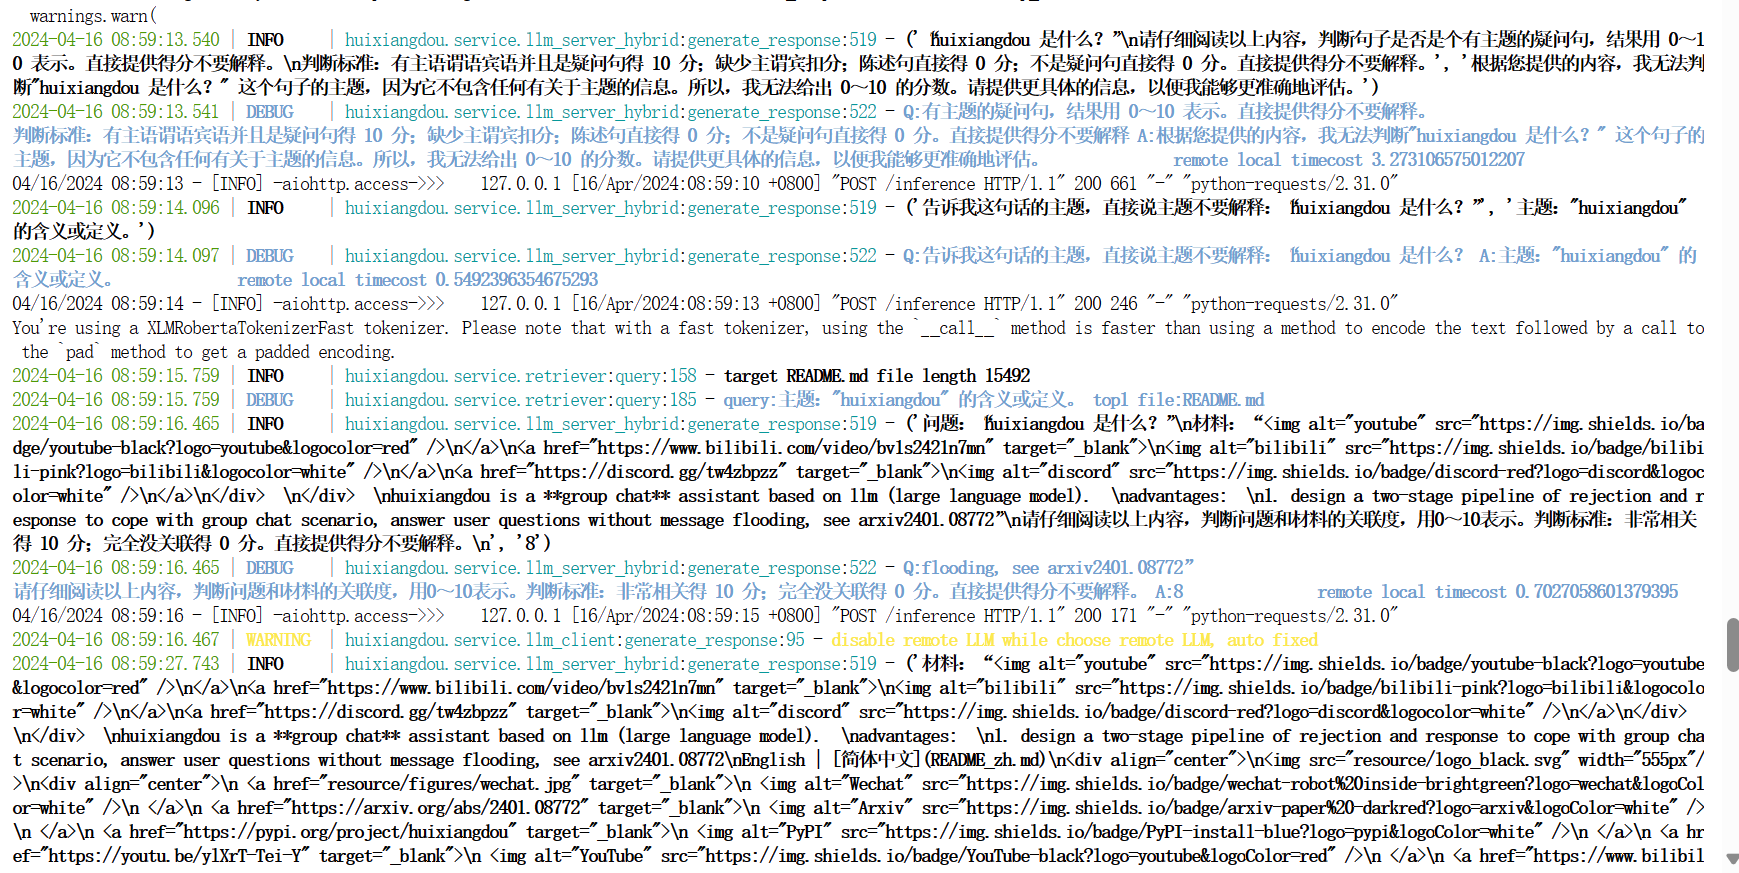 warnings.warn(
2024-04-16 08:59:13.540 | INFO     | huixiangdou.service.llm_server_hybrid:generate_response:519 - ('“huixiangdou 是什么？”\n请仔细阅读以上内容，判断句子是否是个有主题的疑问句，结果用 0～1
0 表示。直接提供得分不要解释。\n判断标准：有主语谓语宾语并且是疑问句得 10 分；缺少主谓宾扣分；陈述句直接得 0 分；不是疑问句直接得 0 分。直接提供得分不要解释。', '根据您提供的内容，我无法判
断"huixiangdou 是什么？" 这个句子的主题，因为它不包含任何有关于主题的信息。所以，我无法给出 0～10 的分数。请提供更具体的信息，以便我能够更准确地评估。')
2024-04-16 08:59:13.541 | DEBUG    | huixiangdou.service.llm_server_hybrid:generate_response:522 - Q:有主题的疑问句，结果用 0～10 表示。直接提供得分不要解释。
判断标准：有主语谓语宾语并且是疑问句得 10 分；缺少主谓宾扣分；陈述句直接得 0 分；不是疑问句直接得 0 分。直接提供得分不要解释 A:根据您提供的内容，我无法判断"huixiangdou 是什么？" 这个句子的
主题，因为它不包含任何有关于主题的信息。所以，我无法给出 0～10 的分数。请提供更具体的信息，以便我能够更准确地评估。 remote local timecost 3.273106575012207
04/16/2024 08:59:13 - [INFO] -aiohttp.access->>>    127.0.0.1 [16/Apr/2024:08:59:10 +0800] "POST /inference HTTP/1.1" 200 661 "-" "python-requests/2.31.0"
2024-04-16 08:59:14.096 | INFO     | huixiangdou.service.llm_server_hybrid:generate_response:519 - ('告诉我这句话的主题，直接说主题不要解释：“huixiangdou 是什么？”', '主题："huixiangdou"
的含义或定义。')
2024-04-16 08:59:14.097 | DEBUG    | huixiangdou.service.llm_server_hybrid:generate_response:522 - Q:告诉我这句话的主题，直接说主题不要解释：“huixiangdou 是什么？ A:主题："huixiangdou" 的
含义或定义。 remote local timecost 0.5492396354675293
04/16/2024 08:59:14 - [INFO] -aiohttp.access->>>    127.0.0.1 [16/Apr/2024:08:59:13 +0800] "POST /inference HTTP/1.1" 200 246 "-" "python-requests/2.31.0"
You're using a XLMRobertaTokenizerFast tokenizer. Please note that with a fast tokenizer, using the `__call__` method is faster than using a method to encode the text followed by a call to
the `pad` method to get a padded encoding.
2024-04-16 08:59:15.759 | INFO     | huixiangdou.service.retriever:query:158 - target README.md file length 15492
2024-04-16 08:59:15.759 | DEBUG    | huixiangdou.service.retriever:query:185 - query:主题："huixiangdou" 的含义或定义。 top1 file:README.md
2024-04-16 08:59:16.465 | INFO     | huixiangdou.service.llm_server_hybrid:generate_response:519 - ('问题：“huixiangdou 是什么？”\n材料：“<img alt="youtube" src="https://img.shields.io/ba
dge/youtube-black?logo=youtube&logocolor=red" />\n</a>\n<a href="https://www.bilibili.com/video/bv1s2421n7mn" target="_blank">\n<img alt="bilibili" src="https://img.shields.io/badge/bilibi
li-pink?logo=bilibili&logocolor=white" />\n</a>\n<a href="https://discord.gg/tw4zbpzz" target="_blank">\n<img alt="discord" src="https://img.shields.io/badge/discord-red?logo=discord&logoc
olor=white" />\n</a>\n</div>  \n</div>  \nhuixiangdou is a **group chat** assistant based on llm (large language model).  \nadvantages:  \n1. design a two-stage pipeline of rejection and r
esponse to cope with group chat scenario, answer user questions without message flooding, see arxiv2401.08772”\n请仔细阅读以上内容，判断问题和材料的关联度，用0～10表示。判断标准：非常相关
得 10 分；完全没关联得 0 分。直接提供得分不要解释。\n', '8')
2024-04-16 08:59:16.465 | DEBUG    | huixiangdou.service.llm_server_hybrid:generate_response:522 - Q:flooding, see arxiv2401.08772”
请仔细阅读以上内容，判断问题和材料的关联度，用0～10表示。判断标准：非常相关得 10 分；完全没关联得 0 分。直接提供得分不要解释。 A:8 remote local timecost 0.7027058601379395
04/16/2024 08:59:16 - [INFO] -aiohttp.access->>>    127.0.0.1 [16/Apr/2024:08:59:15 +0800] "POST /inference HTTP/1.1" 200 171 "-" "python-requests/2.31.0"
2024-04-16 08:59:16.467 | WARNING  | huixiangdou.service.llm_client:generate_response:95 - disable remote LLM while choose remote LLM, auto fixed
2024-04-16 08:59:27.743 | INFO     | huixiangdou.service.llm_server_hybrid:generate_response:519 - ('材料：“<img alt="youtube" src="https://img.shields.io/badge/youtube-black?logo=youtube
&logocolor=red" />\n</a>\n<a href="https://www.bilibili.com/video/bv1s2421n7mn" target="_blank">\n<img alt="bilibili" src="https://img.shields.io/badge/bilibili-pink?logo=bilibili&logocolo
r=white" />\n</a>\n<a href="https://discord.gg/tw4zbpzz" target="_blank">\n<img alt="discord" src="https://img.shields.io/badge/discord-red?logo=discord&logocolor=white" />\n</a>\n</div>
\n</div>  \nhuixiangdou is a **group chat** assistant based on llm (large language model).  \nadvantages:  \n1. design a two-stage pipeline of rejection and response to cope with group cha
t scenario, answer user questions without message flooding, see arxiv2401.08772\nEnglish | [简体中文](README_zh.md)\n<div align="center">\n<img src="resource/logo_black.svg" width="555px"/
>\n<div align="center">\n <a href="resource/figures/wechat.jpg" target="_blank">\n <img alt="Wechat" src="https://img.shields.io/badge/wechat-robot%20inside-brightgreen?logo=wechat&logoCol
or=white" />\n </a>\n <a href="https://arxiv.org/abs/2401.08772" target="_blank">\n <img alt="Arxiv" src="https://img.shields.io/badge/arxiv-paper%20-darkred?logo=arxiv&logoColor=white" />
\n </a>\n <a href="https://pypi.org/project/huixiangdou" target="_blank">\n <img alt="PyPI" src="https://img.shields.io/badge/PyPI-install-blue?logo=pypi&logoColor=white" />\n </a>\n <a hr
ef="https://youtu.be/ylXrT-Tei-Y" target="_blank">\n <img alt="YouTube" src="https://img.shields.io/badge/YouTube-black?logo=youtube&logoColor=red" />\n </a>\n <a href="https://www.bilibil